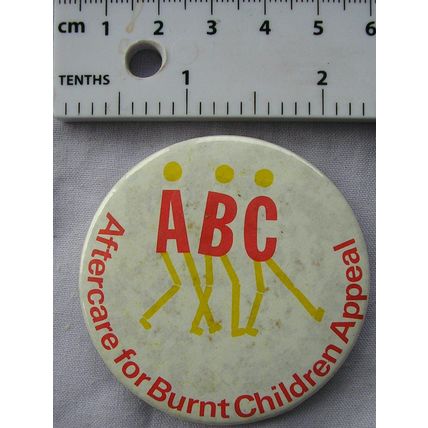 cm 1 2 3 4 5 6
TENTHS 1 2
ABC
Aftercare for Burnt Children Appeal